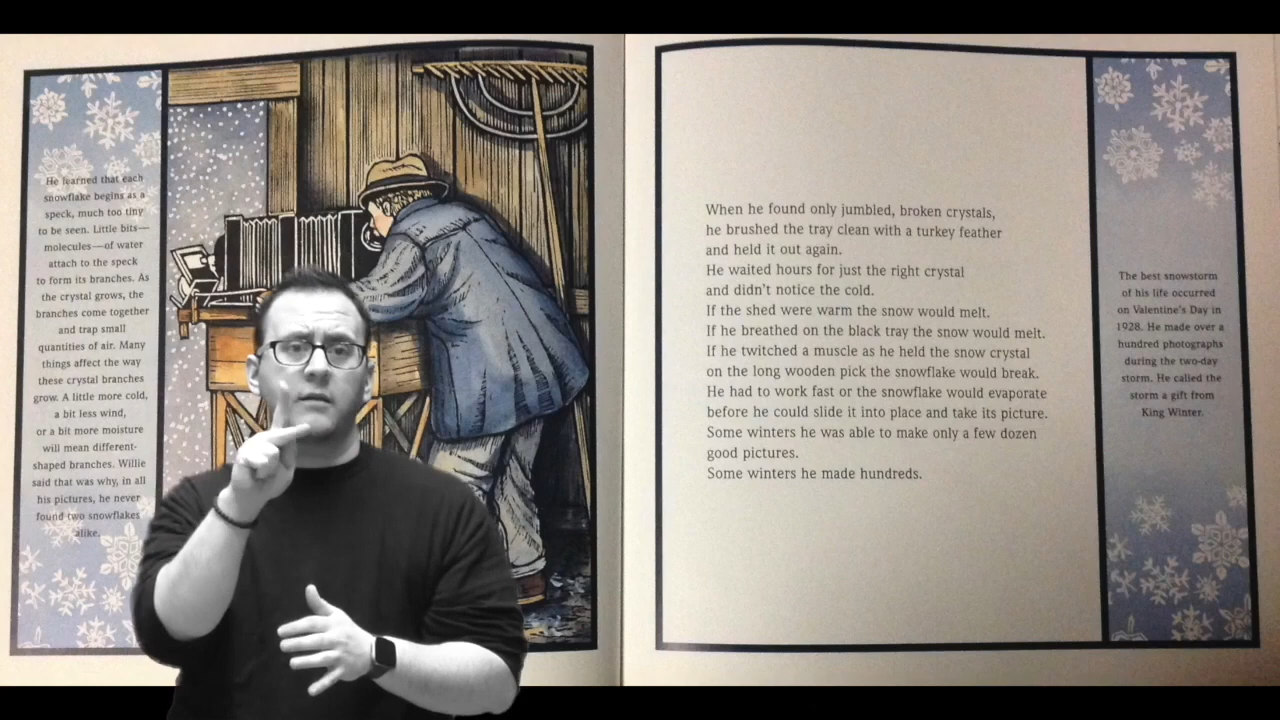 He learned that each
snowflake begins as a
speck, much too tiny
to be seen. Little bits—
molecules—of water
attach to the speck
to form its branches. As
the crystal grows, the
branches come together
and trap small
quantities of air. Many
things affect the way
these crystal branches
grow. A little more cold,
a bit less wind,
or a bit more moisture
will mean different-
shaped branches. Willie
said that was why, in all
his pictures, he never
found two snowflakes
alike.
When he found only jumbled, broken crystals,
he brushed the tray clean with a turkey feather
and held it out again.
He waited hours for just the right crystal
and didn't notice the cold.
If the shed were warm the snow would melt.
If he breathed on the black tray the snow would melt.
If he twitched a muscle as he held the snow crystal
on the long wooden pick the snowflake would break.
He had to work fast or the snowflake would evaporate
before he could slide it into place and take its picture.
Some winters he was able to make only a few dozen
good pictures.
Some winters he made hundreds.
The best snowstorm
of his life occurred
on Valentine's Day in
1928. He made over a
hundred photographs
during the two-day
storm. He called the
storm a gift from
King Winter.